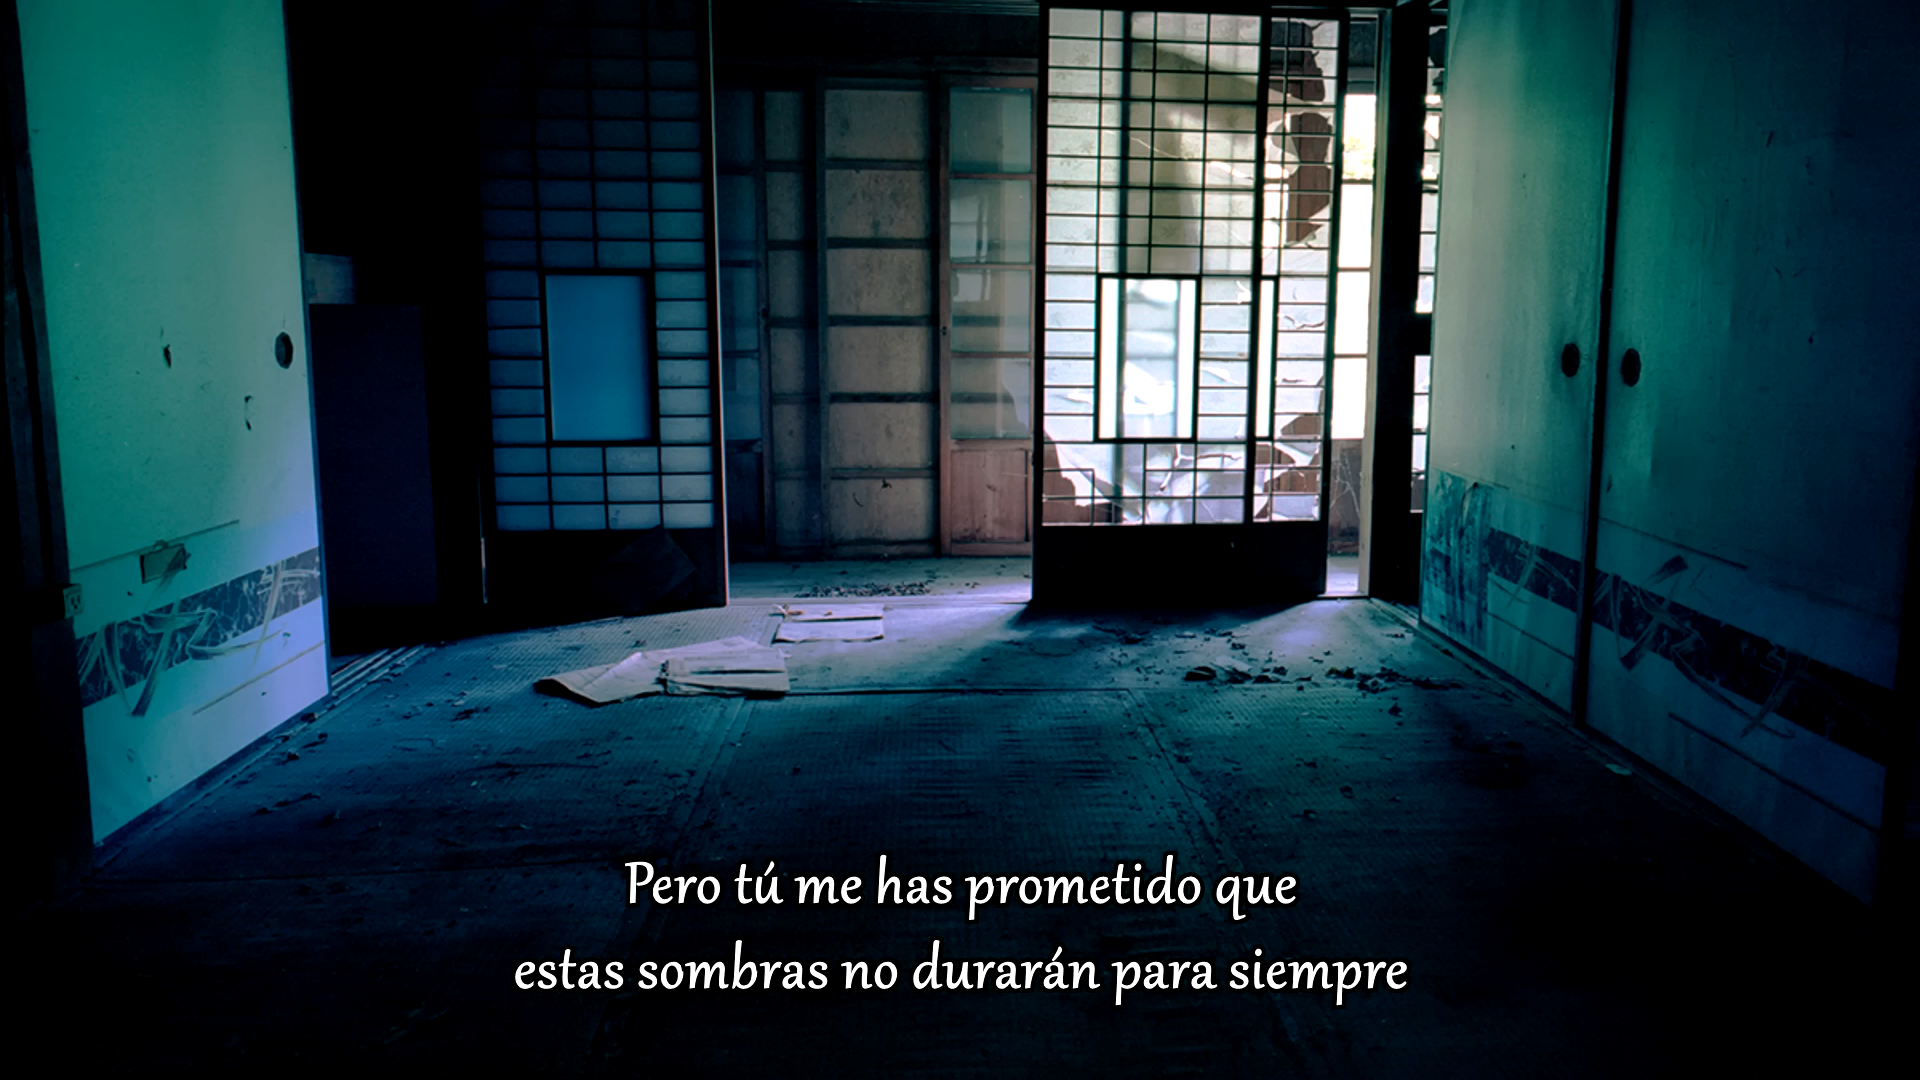 Pero tú me has prometido que
estas sombras no durarán para siempre